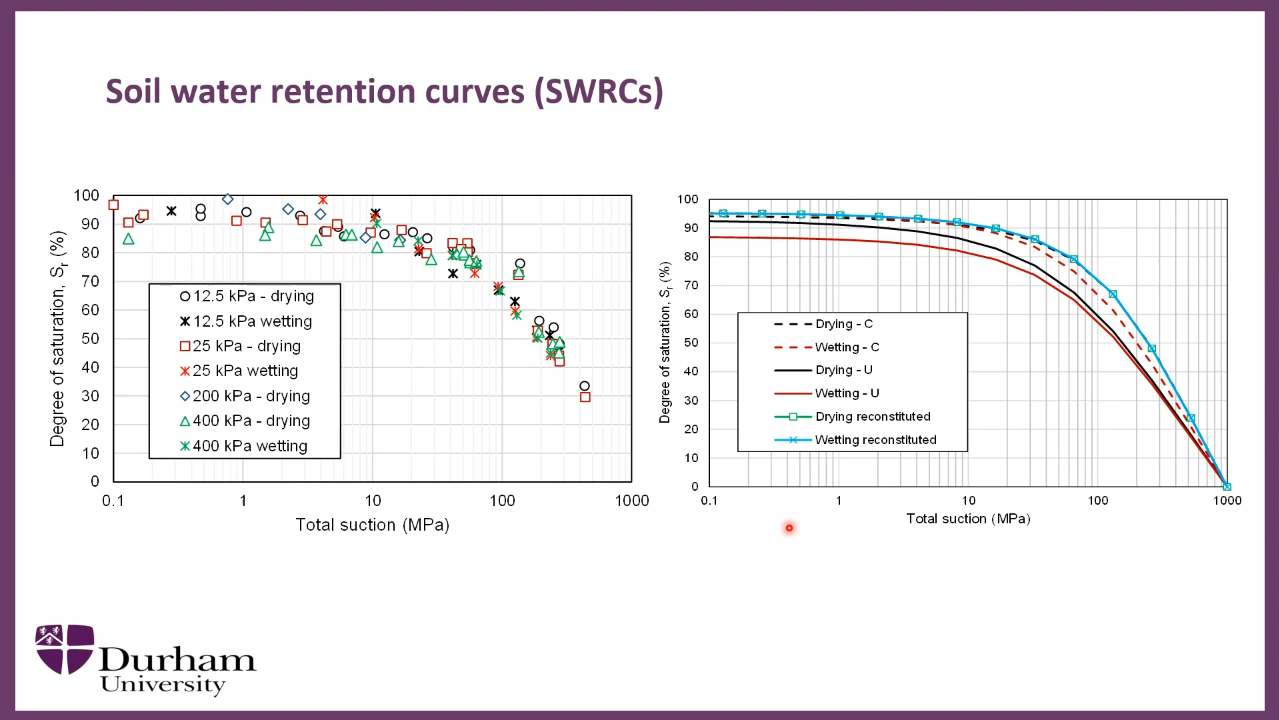 Soil water retention curves (SWRCs)
100
90
80
70
60
50
40
30
20
10
0
Degree of saturation, Sr (%)
12.5 kPa - drying
12.5 kPa wetting
25 kPa - drying
25 kPa wetting
200 kPa - drying
400 kPa - drying
400 kPa wetting
0.1 1 10 100 1000
Total suction (MPa)
100
90
80
70
60
50
40
30
20
10
0
Degree of saturation, Sr (%)
Drying - C
Wetting - C
Drying - U
Wetting - U
Drying reconstituted
Wetting reconstituted
0.1 1 10 100 1000
Total suction (MPa)
Durham
University